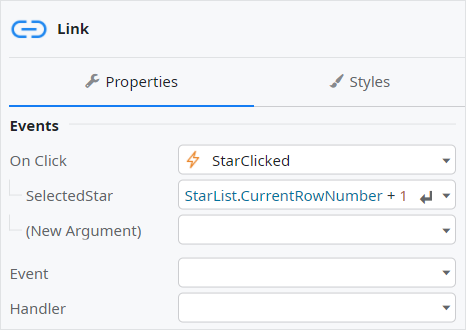 Link
Properties Styles
Events
On Click StarClicked
SelectedStar StarList.CurrentRowNumber + 1
(New Argument)
Event
Handler